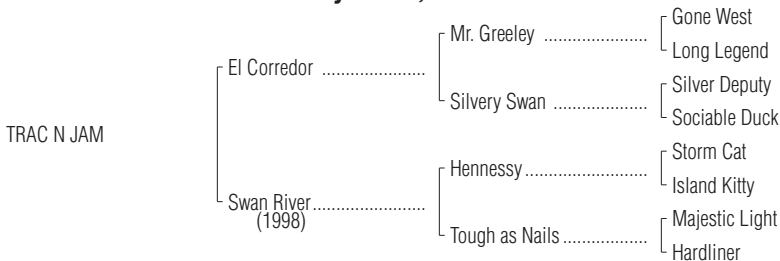 Gone West
Mr. Greeley ......................
Long Legend
El Corredor ......................
Silver Deputy
Silvery Swan ....................
Sociable Duck
TRAC N JAM
Storm Cat
Hennessy..........................
Island Kitty
Swan River........................
(1998)
Majestic Light
Tough as Nails..................
Hardliner